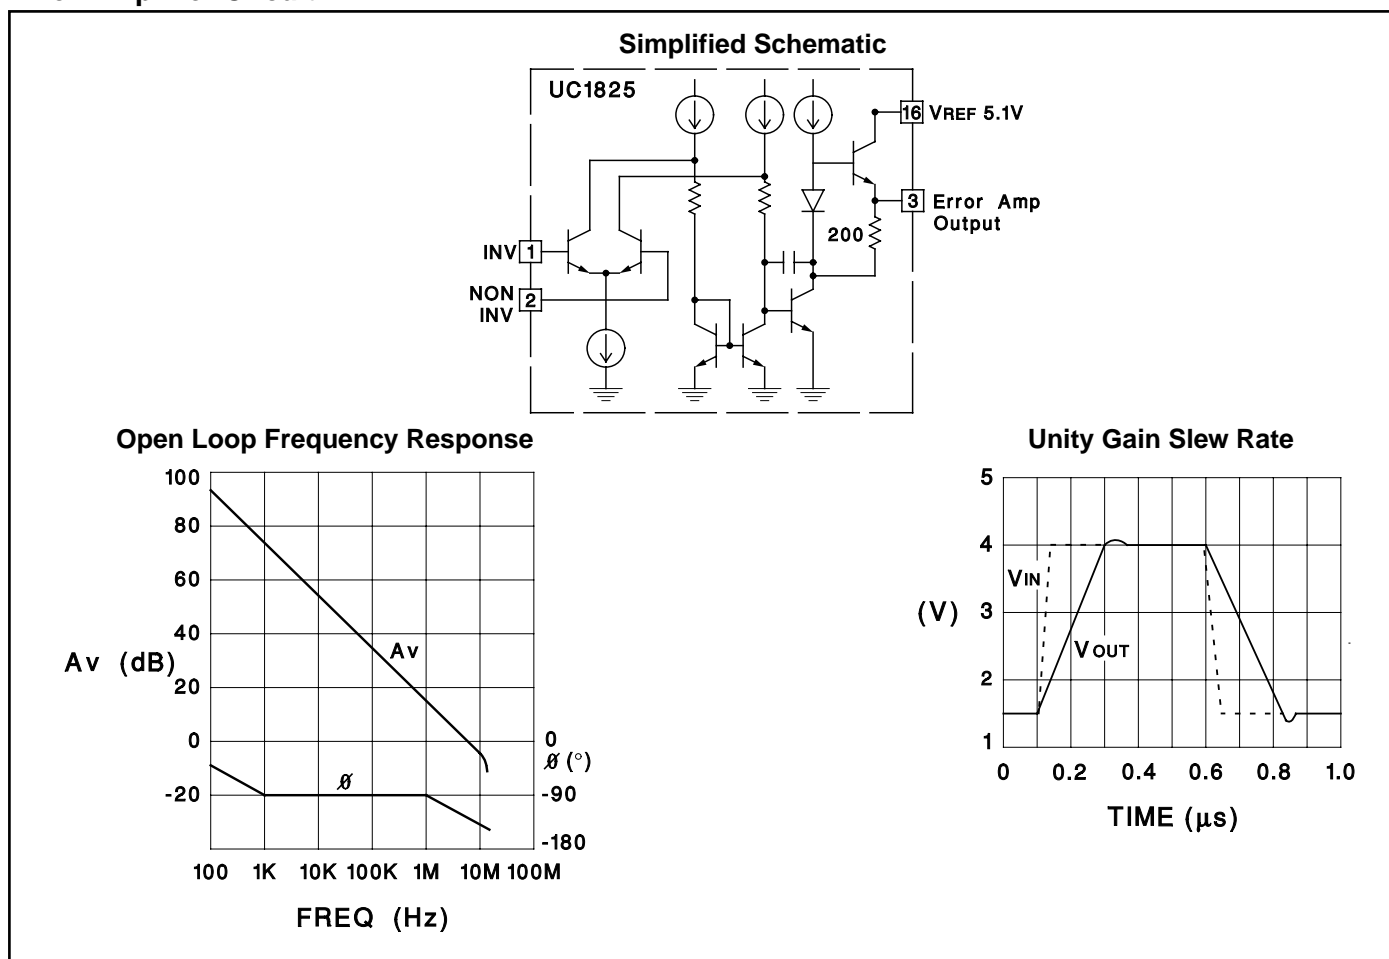 Simplified Schematic
UC1825
16 VREF 5.1V
3 Error Amp
Output
200
INV 1
NON
INV 2
Open Loop Frequency Response
100
80
60
40
Av (dB)
20
0
-20
Av
ø
0
ø (°)
-90
-180
100 1K 10K 100K 1M 10M 100M
FREQ (Hz)
Unity Gain Slew Rate
5
4
3
(V)
2
1
VIN
VOUT
0 0.2 0.4 0.6 0.8 1.0
TIME (µs)